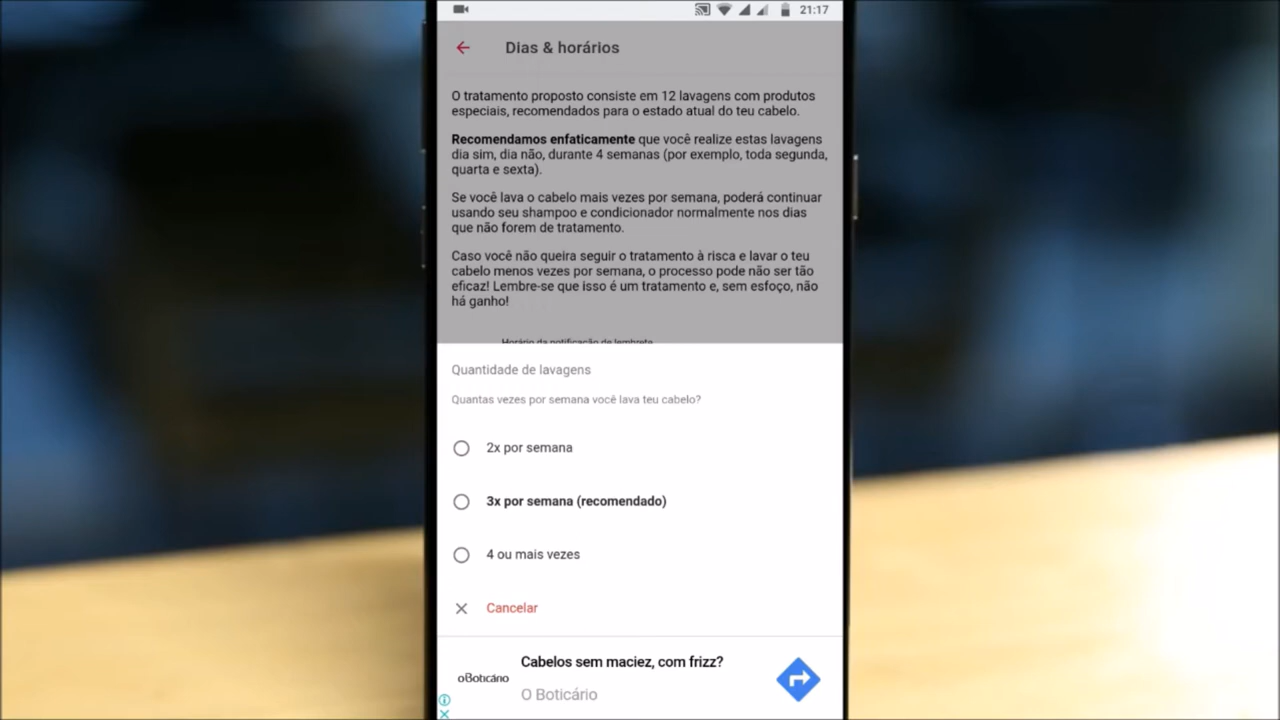 21:17
Dias & horários
O tratamento proposto consiste em 12 lavagens com produtos
especiais, recomendados para o estado atual do teu cabelo.
Recomendamos enfaticamente que você realize estas lavagens
dia sim, dia não, durante 4 semanas (por exemplo, toda segunda,
quarta e sexta).
Se você lava o cabelo mais vezes por semana, poderá continuar
usando seu shampoo e condicionador normalmente nos dias
que não forem de tratamento.
Caso você não queira seguir o tratamento à risca e lavar o teu
cabelo menos vezes por semana, o processo pode não ser tão
eficaz! Lembre-se que isso é um tratamento e, sem esfoço, não
há ganho!
Horário da notificação de lembrete
Quantidade de lavagens
Quantas vezes por semana você lava teu cabelo?
2x por semana
3x por semana (recomendado)
4 ou mais vezes
Cancelar
Cabelos sem maciez, com frizz?
oBoticário
O Boticário